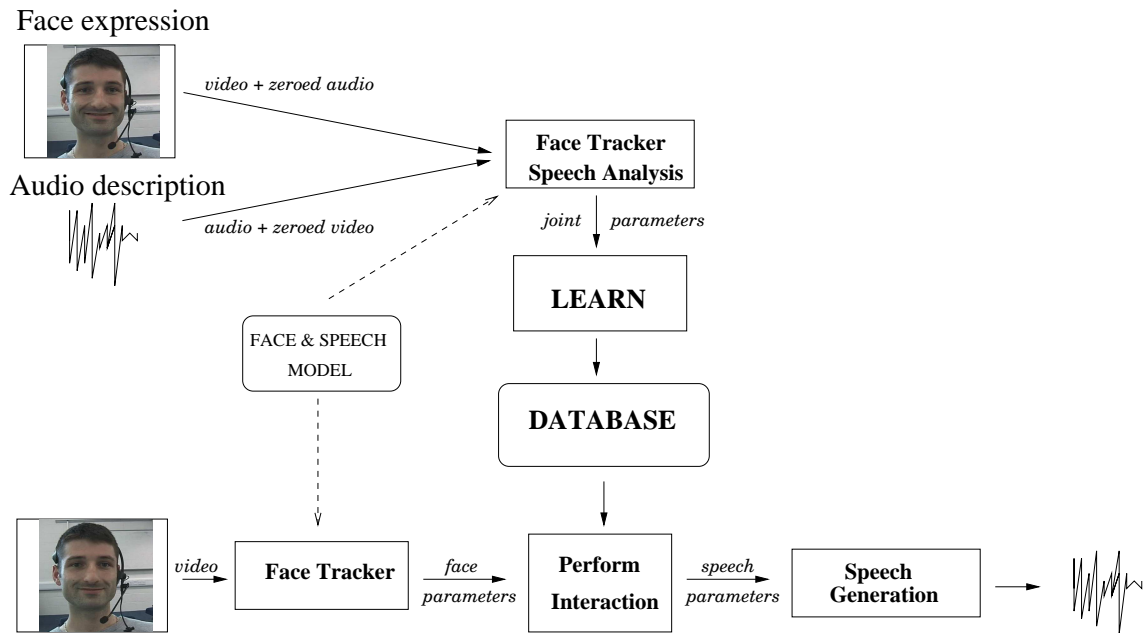 Face expression
video + zeroed audio
Face Tracker
Speech Analysis
Audio description
audio + zeroed video
joint parameters
LEARN
FACE & SPEECH
MODEL
DATABASE
video
Face Tracker
face
parameters
Perform
Interaction
speech
parameters
Speech
Generation